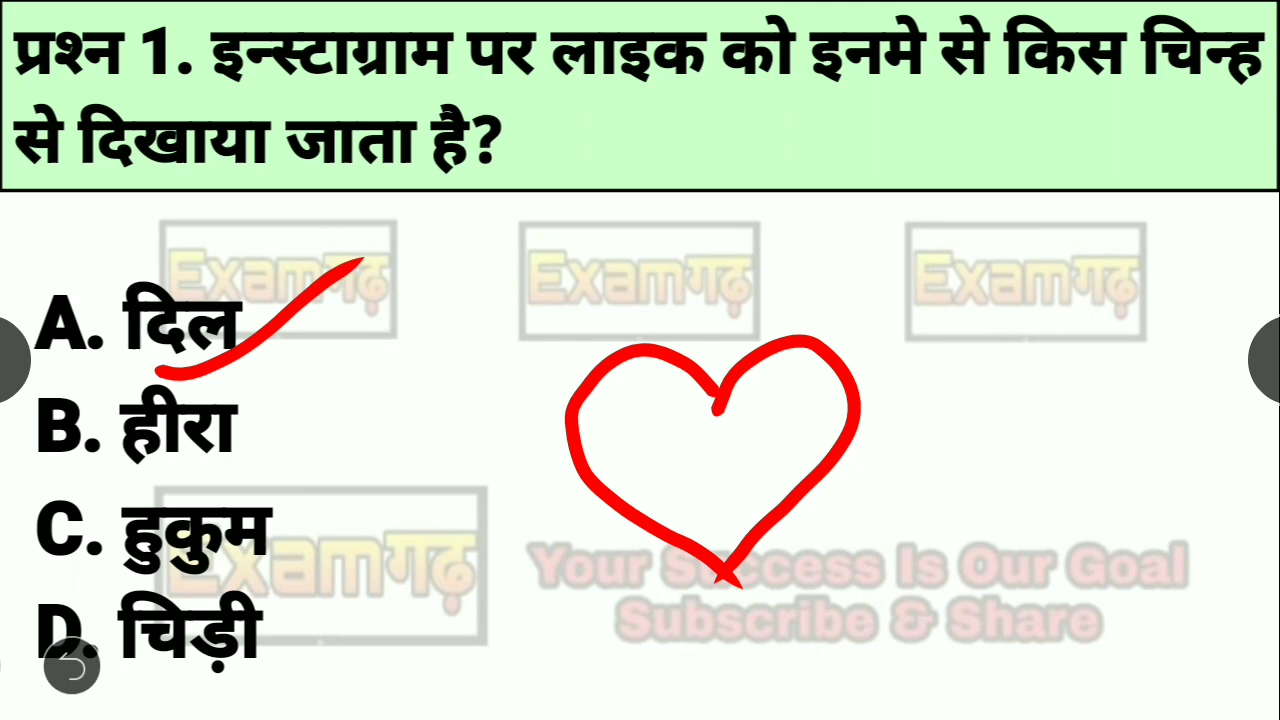 प्रश्न 1. इन्स्टाग्राम पर लाइक को इनमे से किस चिन्ह
से दिखाया जाता है?
Examगढ़ Examगढ़ Examगढ़
A. दिल
B. हीरा
C. हुकुम
D. चिड़ी
Examगढ़
Your Success Is Our Goal
Subscribe & Share